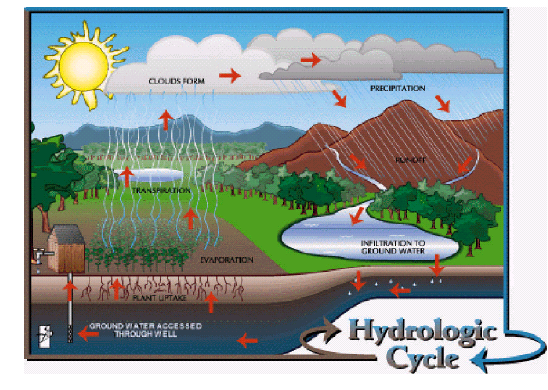 CLOUDS FORM
PRECIPITATION
RUNOFF
TRANSPIRATION
INFILTRATION TO
GROUND WATER
EVAPORATION
PLANT UPTAKE
GROUND WATER ACCESSED
THROUGH WELL
Hydrologic
Cycle